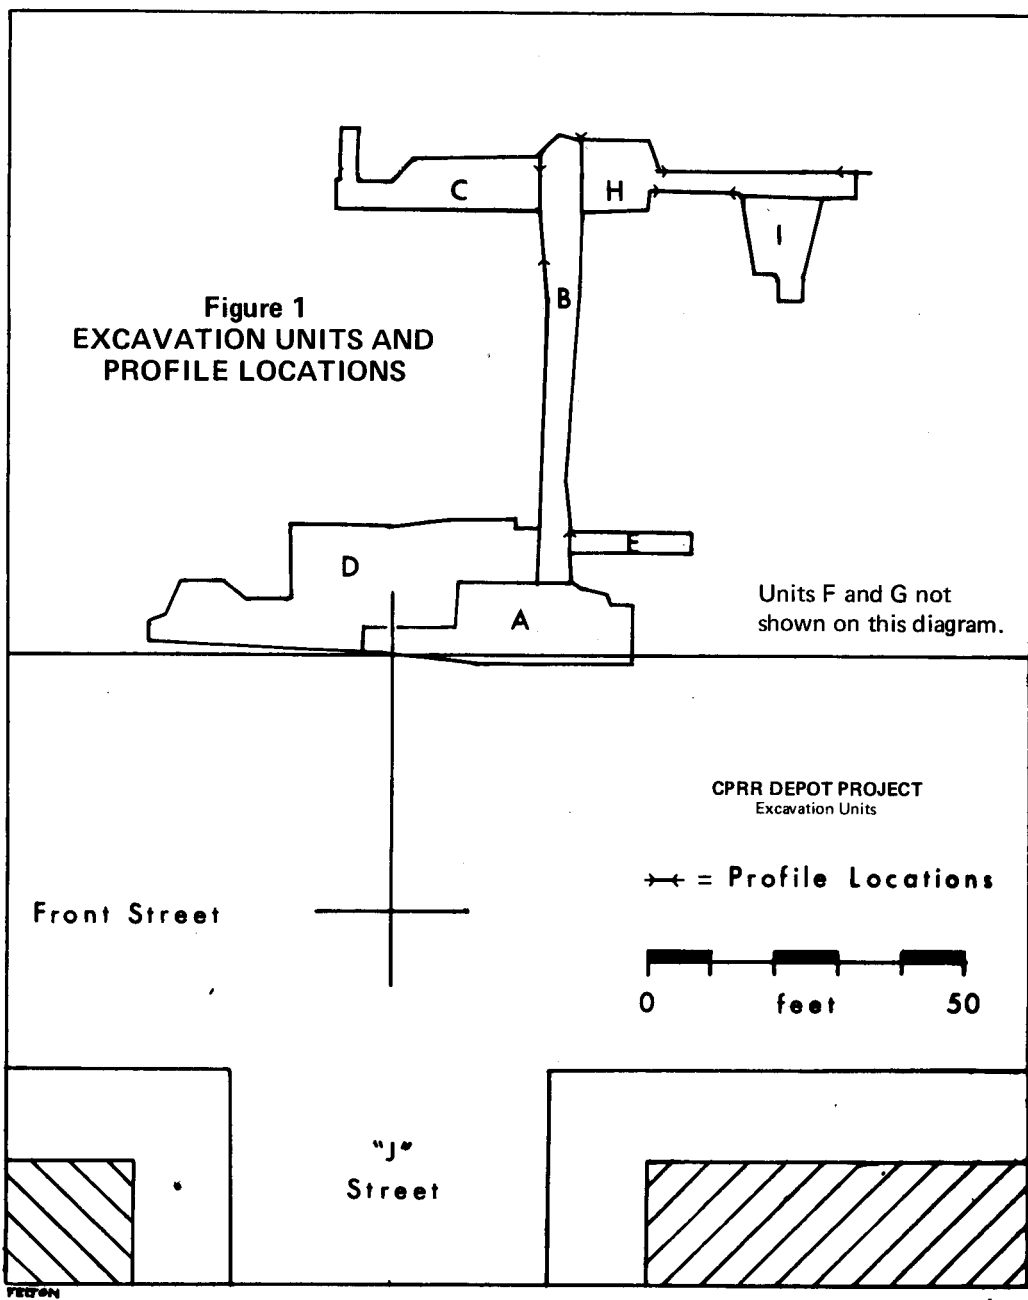 C
H
I
B
Figure 1
EXCAVATION UNITS AND
PROFILE LOCATIONS
D
E
A
Units F and G not
shown on this diagram.
CPRR DEPOT PROJECT
Excavation Units
= Profile Locations
Front Street
0 feet 50
"J"
Street
FELTON